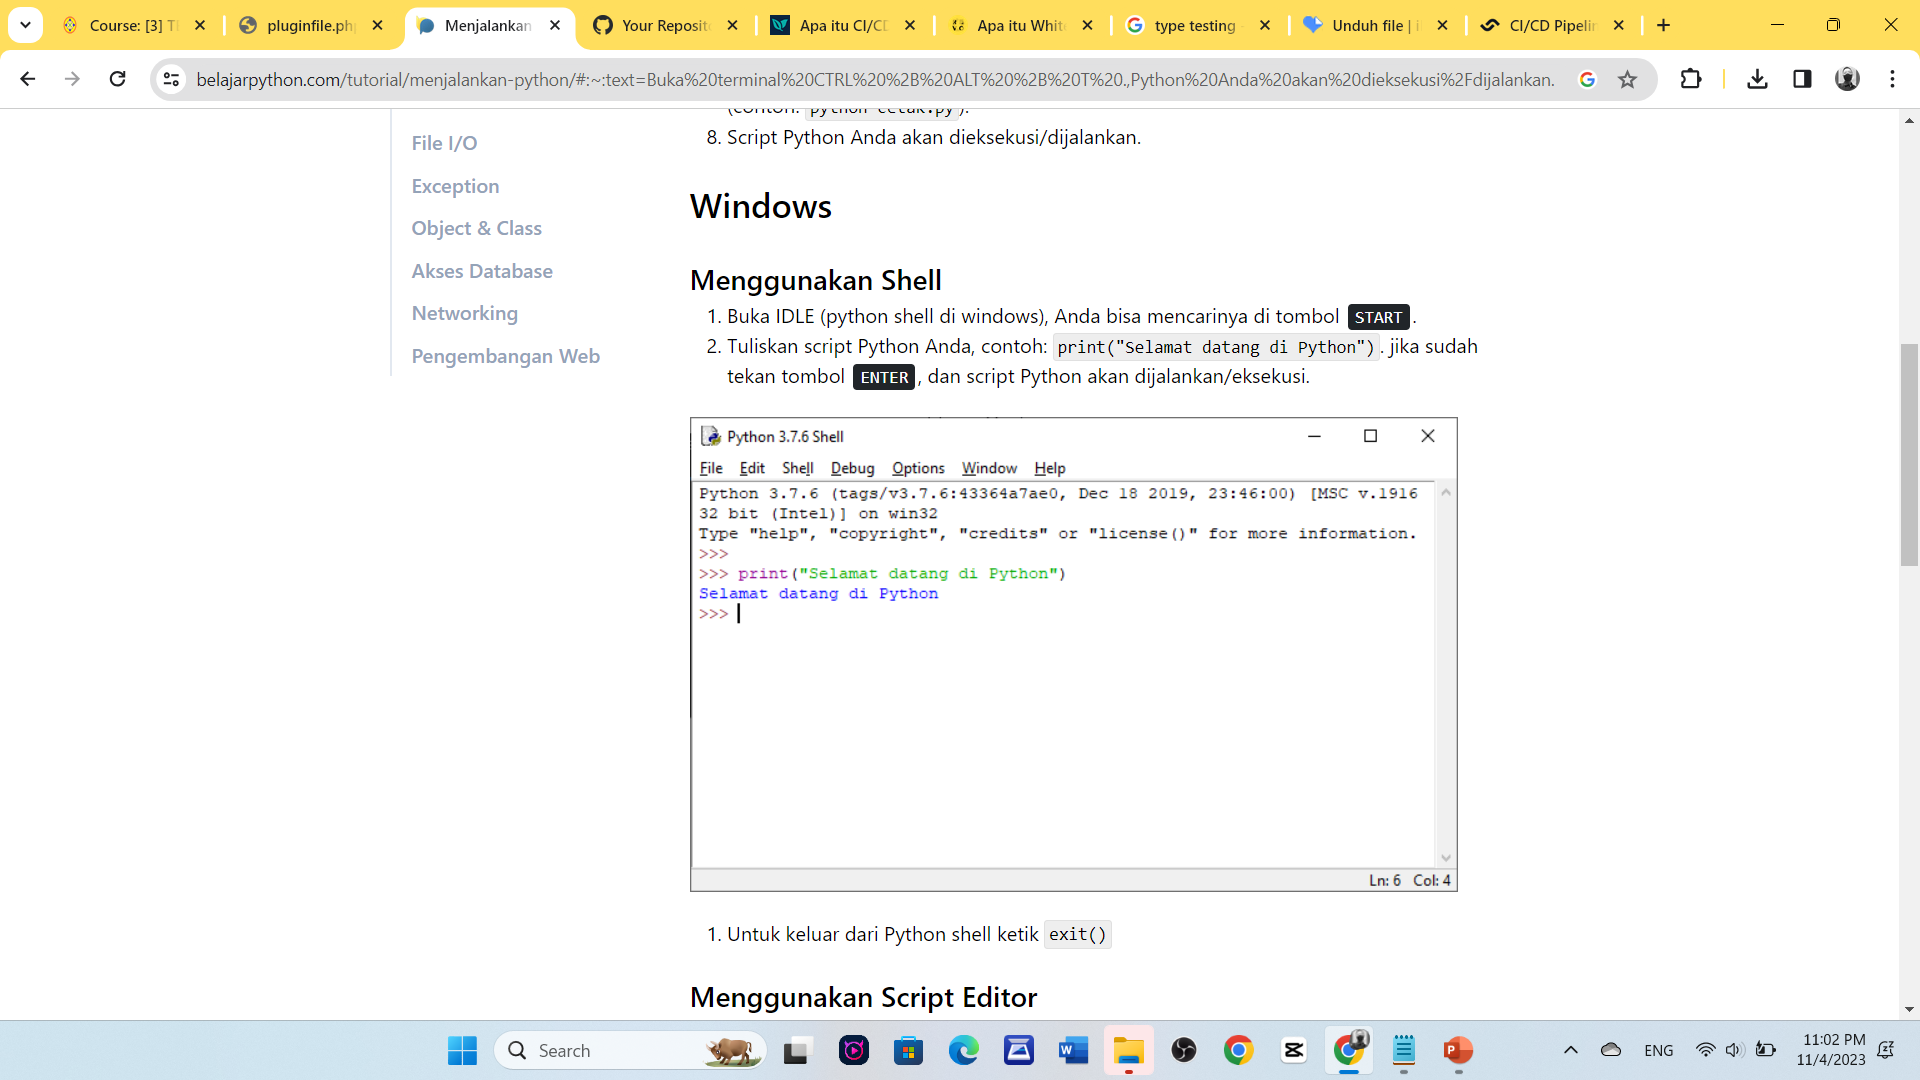 Course: [3] T
pluginfile.ph
Menjalankan
Your Reposit
Apa itu CI/CD
Apa itu Whit
type testing
Unduh file | i
CI/CD Pipelin
belajarpython.com/tutorial/menjalankan-python/#:~:text=Buka%20terminal%20CTRL%20%2B%20ALT%20%2B%20T%20.,Python%20Anda%20akan%20dieksekusi%2Fdijalankan.
File I/O
Exception
Object & Class
Akses Database
Networking
Pengembangan Web
(contoh: python cetak.py).
8. Script Python Anda akan dieksekusi/dijalankan.
Windows
Menggunakan Shell
1. Buka IDLE (python shell di windows), Anda bisa mencarinya di tombol START.
2. Tuliskan script Python Anda, contoh: print("Selamat datang di Python"). jika sudah
tekan tombol ENTER, dan script Python akan dijalankan/eksekusi.
Python 3.7.6 Shell
File Edit Shell Debug Options Window Help
Python 3.7.6 (tags/v3.7.6:43364a7ae0, Dec 18 2019, 23:46:00) [MSC v.1916
32 bit (Intel)] on win32
Type "help", "copyright", "credits" or "license()" for more information.
>>>
>>> print("Selamat datang di Python")
Selamat datang di Python
>>>
Ln: 6 Col: 4
1. Untuk keluar dari Python shell ketik exit()
Menggunakan Script Editor
Search
ENG
11:02 PM
11/4/2023